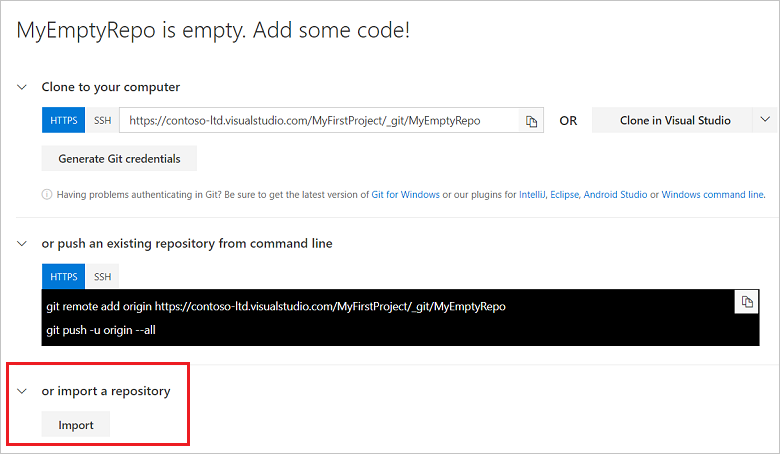 MyEmptyRepo is empty. Add some code!
Clone to your computer
HTTPS SSH https://contoso-ltd.visualstudio.com/MyFirstProject/_git/MyEmptyRepo OR Clone in Visual Studio
Generate Git credentials
Having problems authenticating in Git? Be sure to get the latest version of Git for Windows or our plugins for IntelliJ, Eclipse, Android Studio or Windows command line.
or push an existing repository from command line
HTTPS SSH
git remote add origin https://contoso-ltd.visualstudio.com/MyFirstProject/_git/MyEmptyRepo
git push -u origin --all
or import a repository
Import